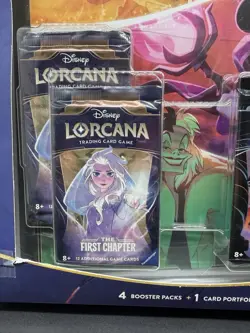 Disney
LORCANA
TRADING CARD GAME
Disney
LORCANA
TRADING CARD GAME
THE
FIRST CHAPTER
8+ 12 ADDITIONAL GAME CARDS
8+
8+
4 BOOSTER PACKS + 1 CARD PORTFO